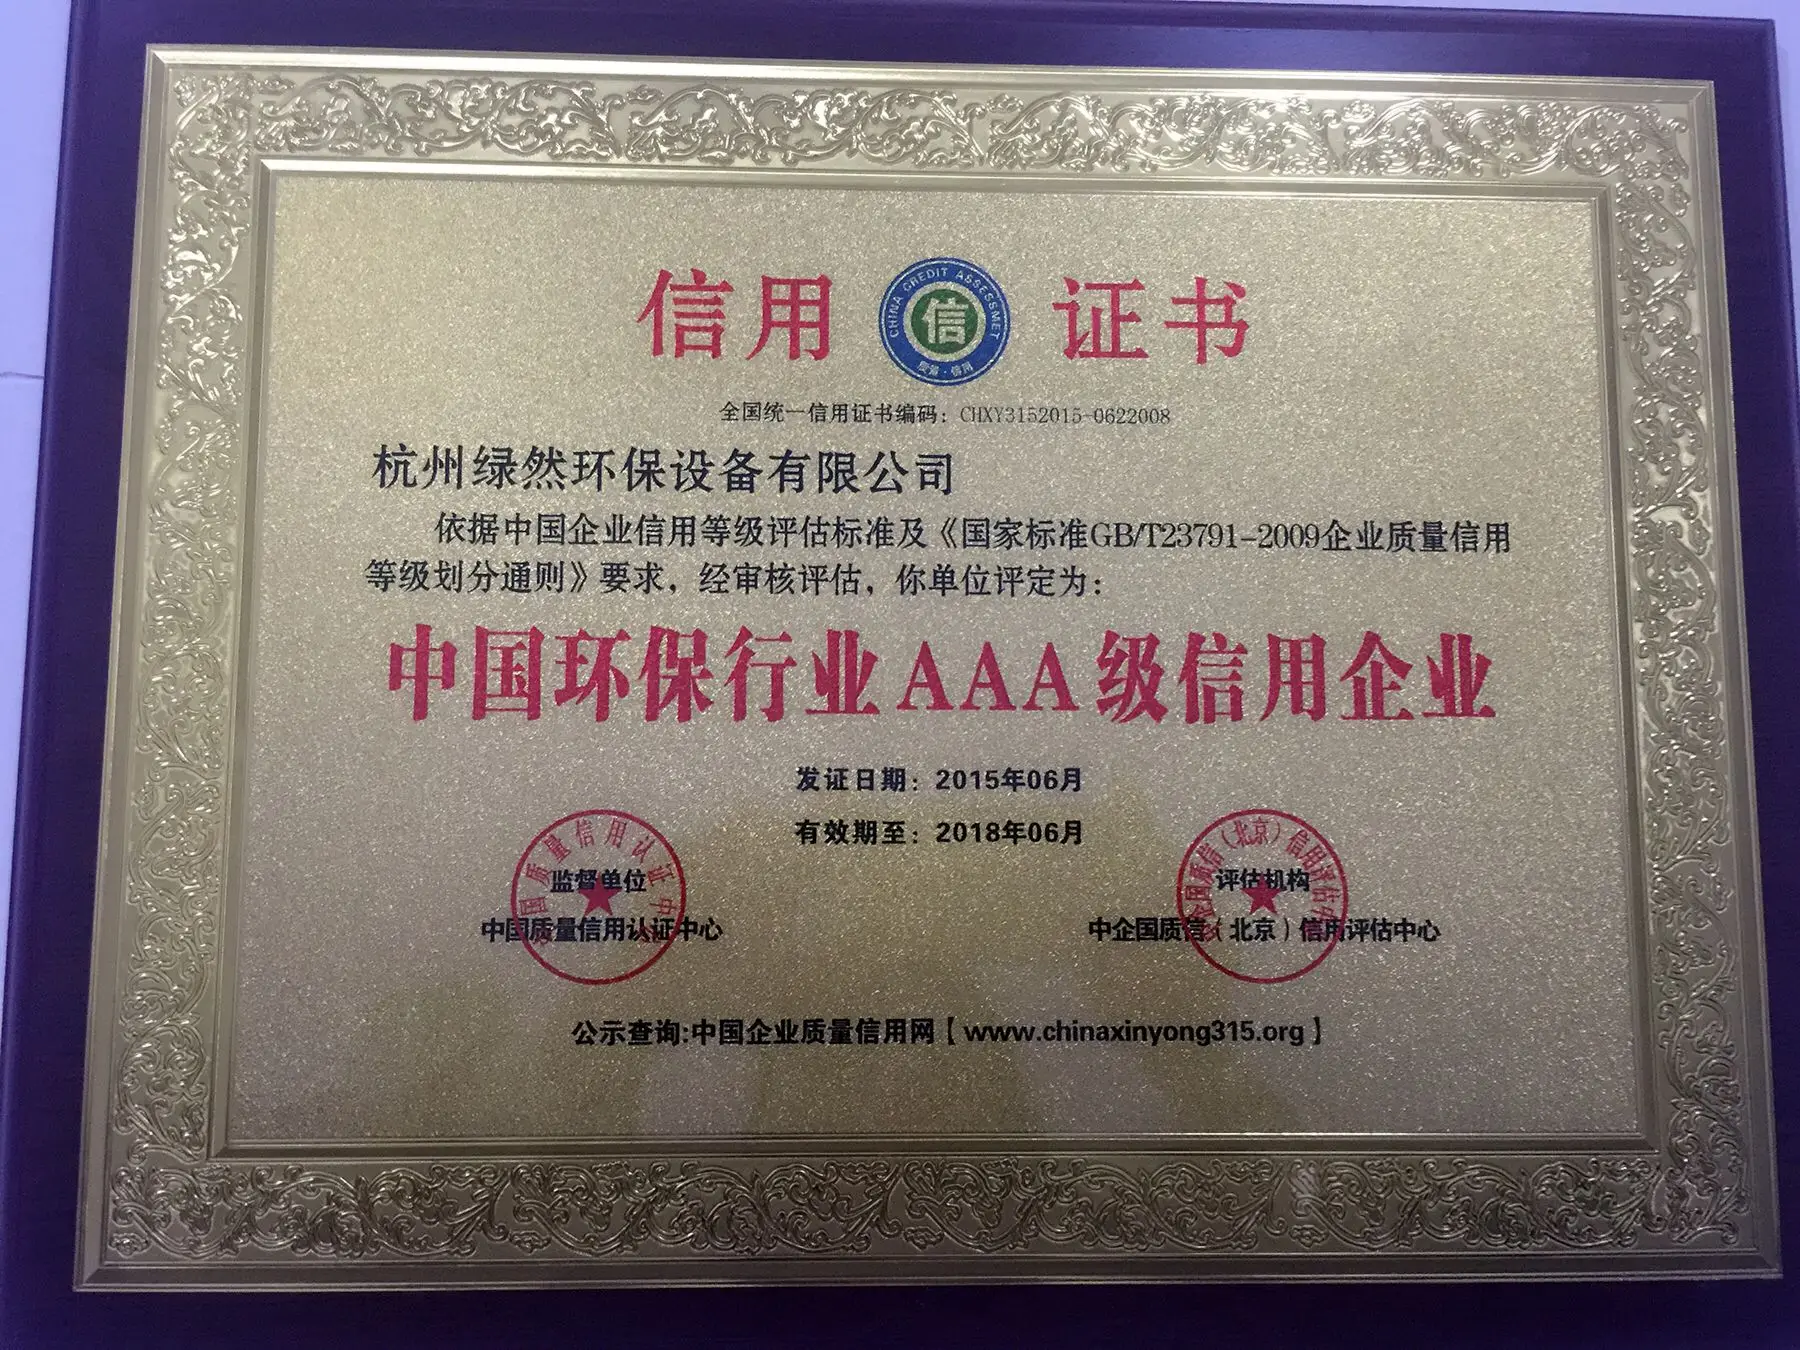 信用 证书
CHINA CREDIT ASSESSMET
信
质量·信用
全国统一信用证书编码：CHXY3152015-0622008
杭州绿然环保设备有限公司
依据中国企业信用等级评估标准及《国家标准GB/T23791-2009企业质量信用
等级划分通则》要求，经审核评估，你单位评定为：
中国环保行业AAA级信用企业
发证日期：2015年06月
有效期至：2018年06月
监督单位
中国质量信用认证中心
评估机构
中企国质信（北京）信用评估中心
公示查询:中国企业质量信用网【www.chinaxinyong315.org】